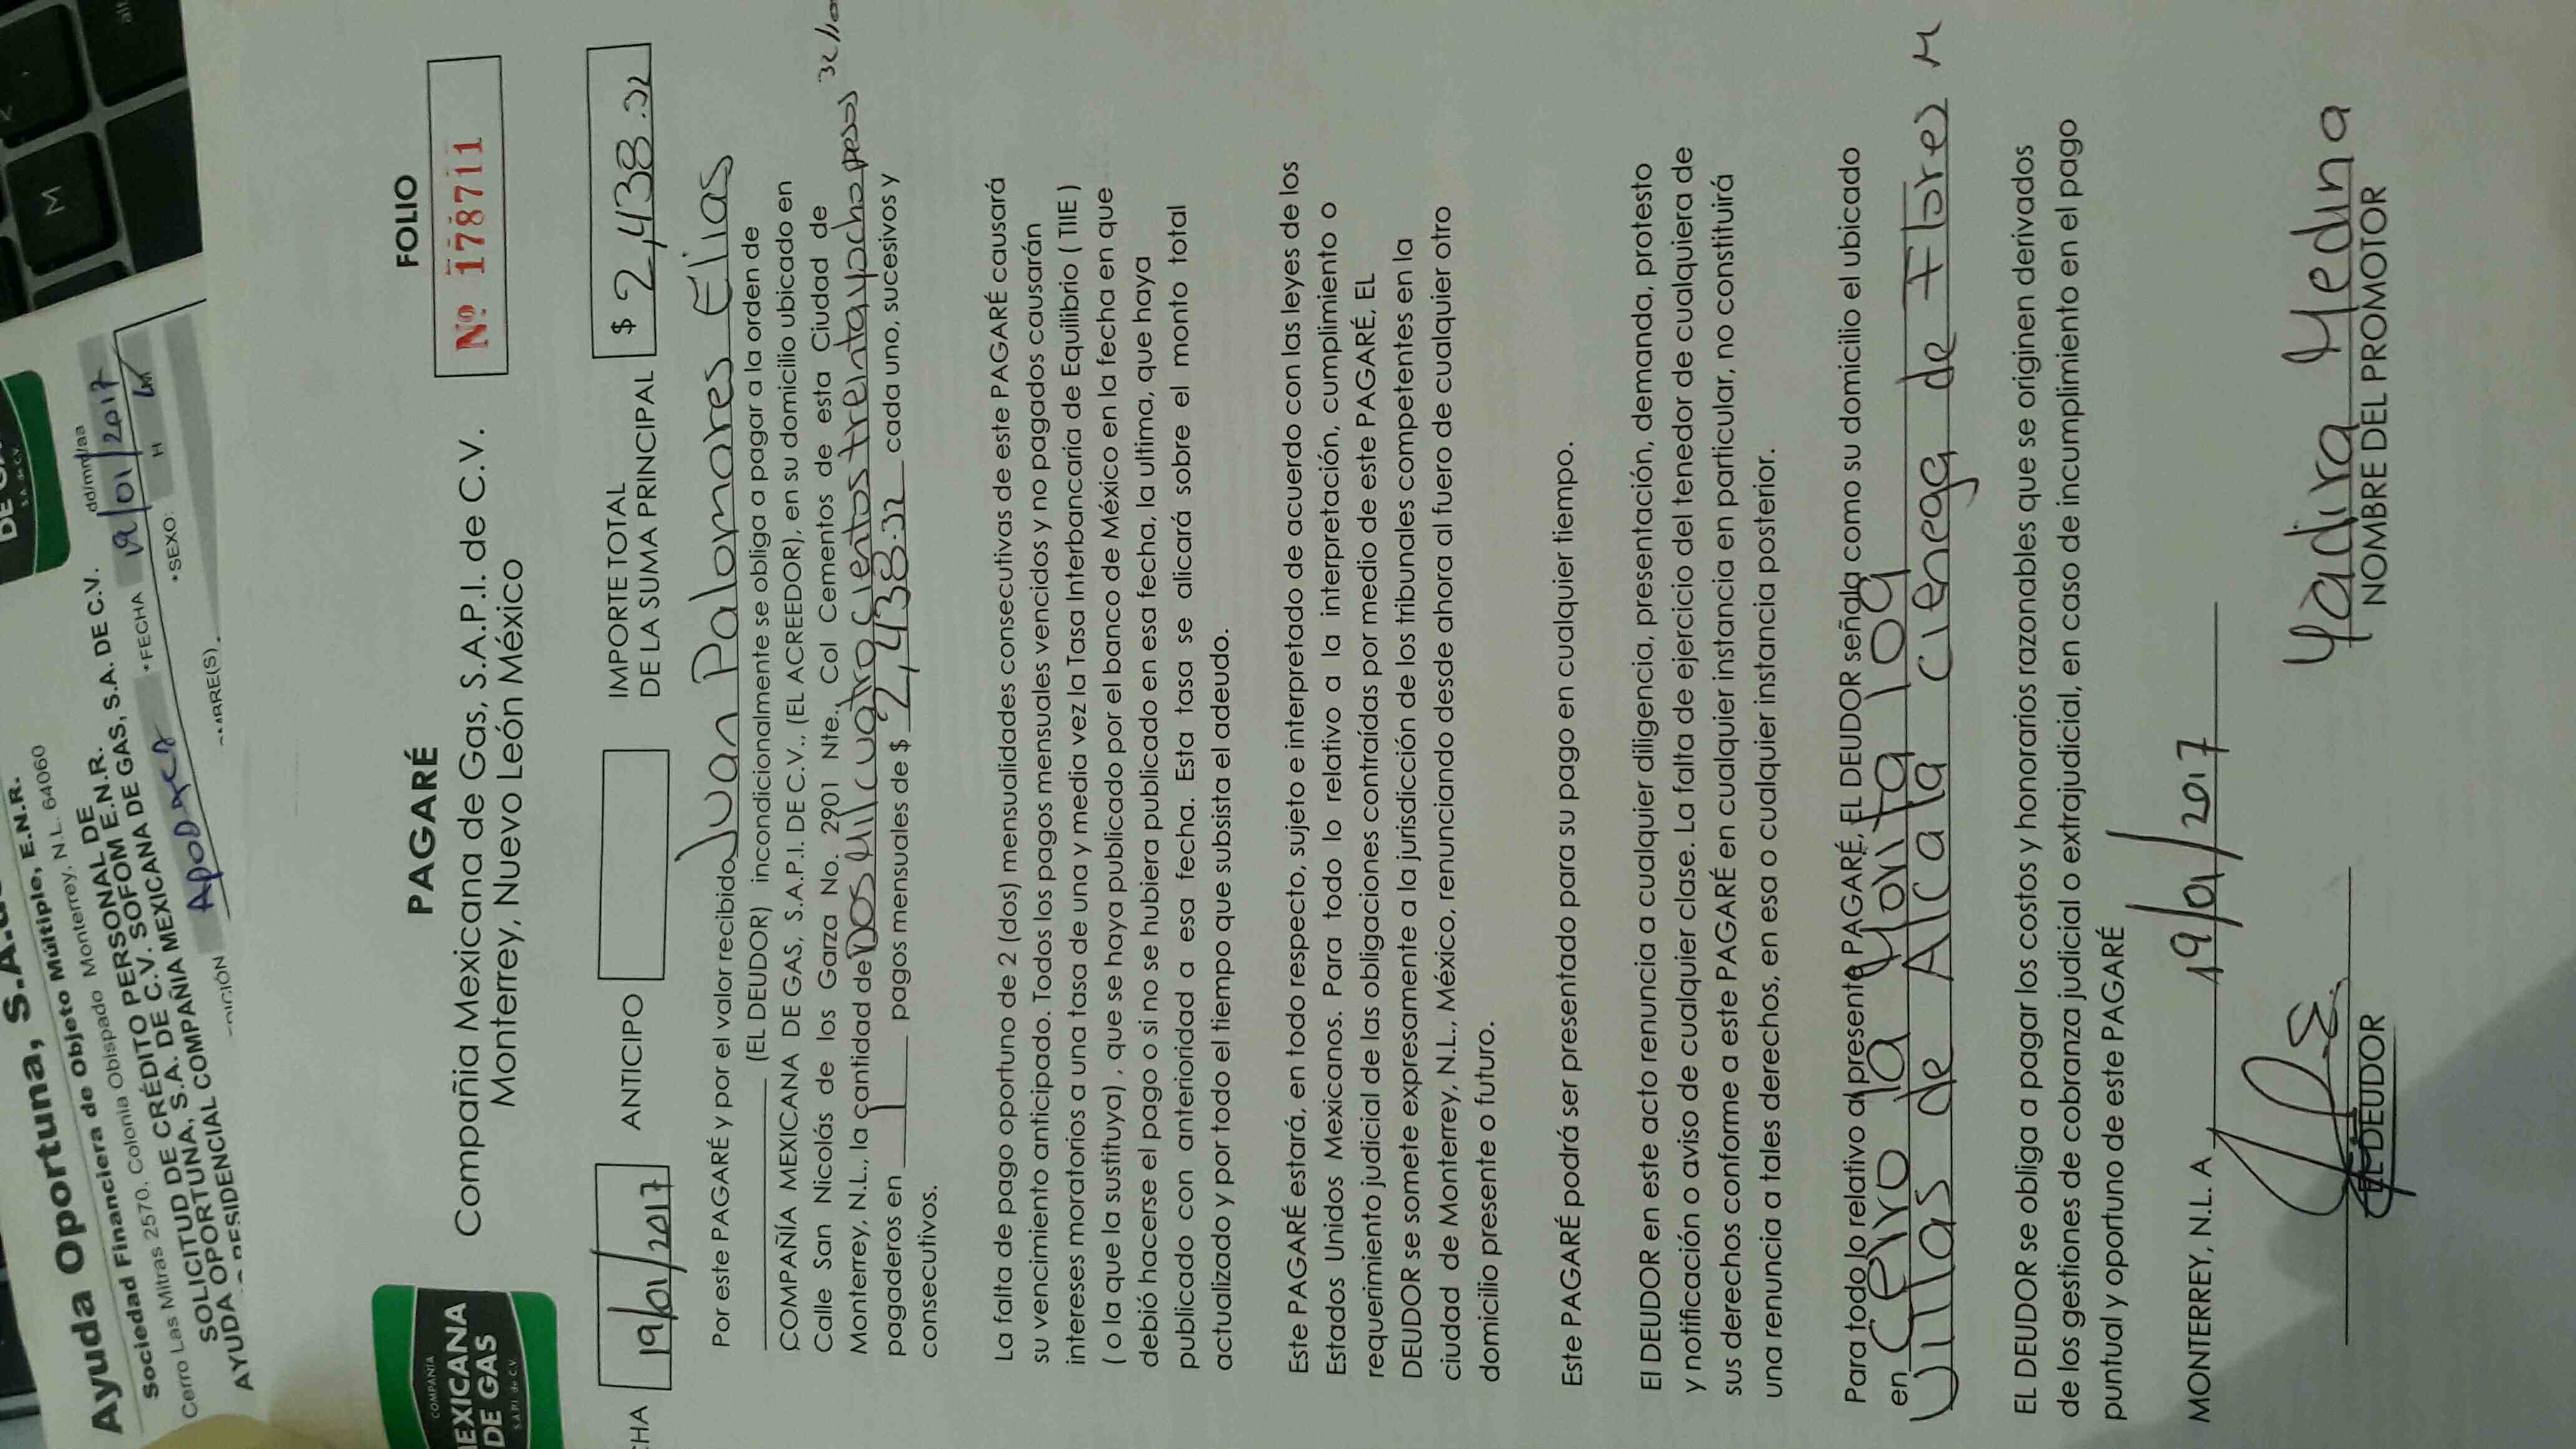 Ayuda Oportuna, S.A.
Sociedad Financiera de Objeto Múltiple, E.N.R.
Cerro Las Mitras 2570, Colonia Obispado Monterrey, N.L. 64060
SOLICITUD DE CRÉDITO PERSONAL DE
OPORTUNA, S.A. DE C.V. SOFOM E.N.R.
AYUDA OPORTUNA, S.A. DE C.V.
COMPAÑIA MEXICANA DE GAS, S.A. DE C.V.
dd/mm/aa
*FECHA 19/01/2017
APODACA
*SEXO: H
DE GAS
S.A. de C.V.
M
COMPAÑÍA
MEXICANA
DE GAS
S.A.P.I. de C.V.
PAGARÉ
Compañía Mexicana de Gas, S.A.P.I. de C.V.
Monterrey, Nuevo León México
FOLIO
Nº 178711
CHA 19/01/2017
ANTICIPO
IMPORTE TOTAL
DE LA SUMA PRINCIPAL $ 2,438.32
Por este PAGARÉ y por el valor recibido Juan Palomares Elias
(EL DEUDOR) incondicionalmente se obliga a pagar a la orden de
COMPAÑÍA MEXICANA DE GAS, S.A.P.I. DE C.V., (EL ACREEDOR), en su domicilio ubicado en
Calle San Nicolás de los Garza No. 2901 Nte., Col Cementos de esta Ciudad de
Monterrey, N.L., la cantidad de Dos Mil cuatrocientos treinta y ocho pesos
pagaderos en 1 pagos mensuales de $ 2,438.32 cada uno, sucesivos y
consecutivos.
La falta de pago oportuno de 2 (dos) mensualidades consecutivas de este PAGARÉ causará
su vencimiento anticipado. Todos los pagos mensuales vencidos y no pagados causarán
intereses moratorios a una tasa de una y media vez la Tasa Interbancaria de Equilibrio ( TIIE )
( o la que la sustituya) , que se haya publicado por el banco de México en la fecha en que
debió hacerse el pago o si no se hubiera publicado en esa fecha, la ultima, que haya
publicado con anterioridad a esa fecha. Esta tasa se alicará sobre el monto total
actualizado y por todo el tiempo que subsista el adeudo.
Este PAGARÉ estará, en todo respecto, sujeto e interpretado de acuerdo con las leyes de los
Estados Unidos Mexicanos. Para todo lo relativo a la interpretación, cumplimiento o
requerimiento judicial de las obligaciones contraídas por medio de este PAGARÉ, EL
DEUDOR se somete expresamente a la jurisdicción de los tribunales competentes en la
ciudad de Monterrey, N.L., México, renunciando desde ahora al fuero de cualquier otro
domicilio presente o futuro.
Este PAGARÉ podrá ser presentado para su pago en cualquier tiempo.
El DEUDOR en este acto renuncia a cualquier diligencia, presentación, demanda, protesto
y notificación o aviso de cualquier clase. La falta de ejercicio del tenedor de cualquiera de
sus derechos conforme a este PAGARÉ en cualquier instancia en particular, no constituirá
una renuncia a tales derechos, en esa o cualquier instancia posterior.
Para todo lo relativo al presente PAGARÉ, EL DEUDOR señala como su domicilio el ubicado
en Cerro la Monita 109
Villas de Alcala cienega de Flores
El DEUDOR se obliga a pagar los costos y honorarios razonables que se originen derivados
de los gestiones de cobranza judicial o extrajudicial, en caso de incumplimiento en el pago
puntual y oportuno de este PAGARÉ
MONTERREY, N.L. A 19/01/2017
EL DEUDOR
Yadira Medina
NOMBRE DEL PROMOTOR